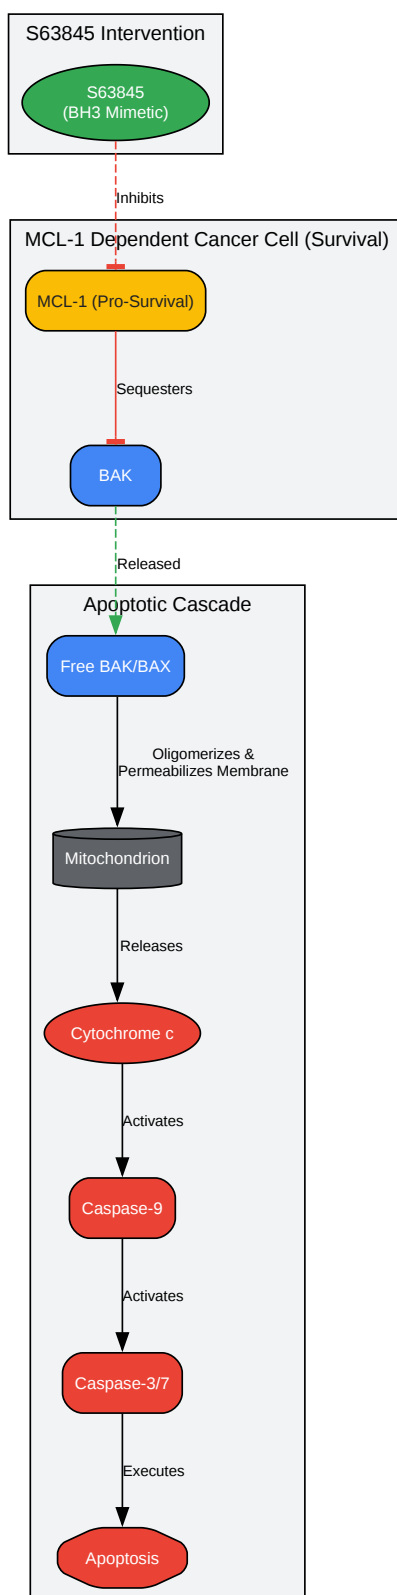 S63845 Intervention
S63845
(BH3 Mimetic)
Inhibits
MCL-1 Dependent Cancer Cell (Survival)
MCL-1 (Pro-Survival)
Sequesters
BAK
Released
Apoptotic Cascade
Free BAK/BAX
Oligomerizes &
Permeabilizes Membrane
Mitochondrion
Releases
Cytochrome c
Activates
Caspase-9
Activates
Caspase-3/7
Executes
Apoptosis